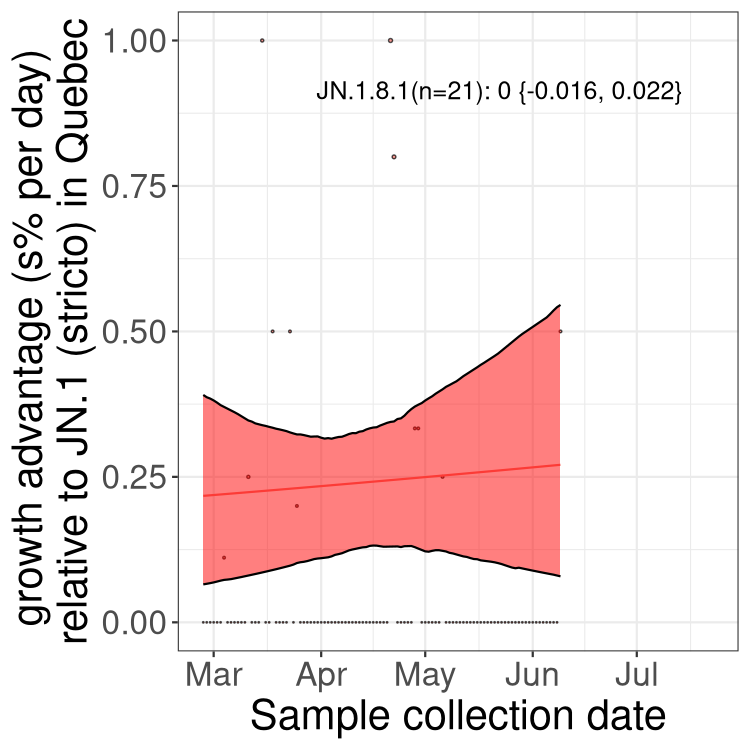 growth advantage (s% per day)
relative to JN.1 (stricto) in Quebec
1.00
0.75
0.50
0.25
0.00
JN.1.8.1(n=21): 0 {-0.016, 0.022}
Mar Apr May Jun Jul
Sample collection date